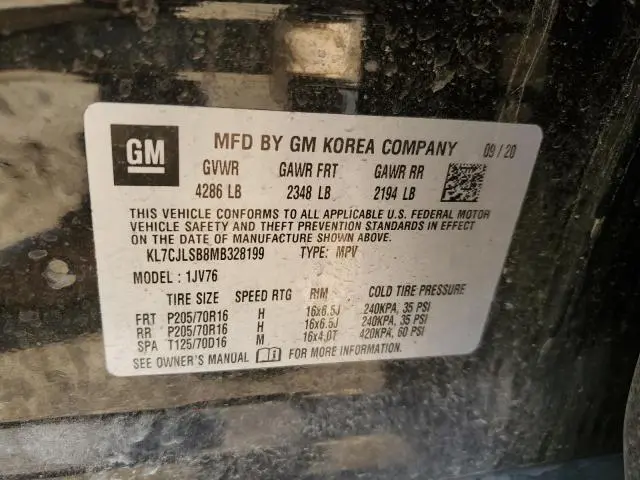 GM
MFD BY GM KOREA COMPANY 09 / 20
GVWR GAWR FRT GAWR RR
4286 LB 2348 LB 2194 LB
THIS VEHICLE CONFORMS TO ALL APPLICABLE U.S. FEDERAL MOTOR
VEHICLE SAFETY AND THEFT PREVENTION STANDARDS IN EFFECT
ON THE DATE OF MANUFACTURE SHOWN ABOVE.
KL7CJLSB8MB328199 TYPE: MPV
MODEL : 1JV76
TIRE SIZE SPEED RTG RIM COLD TIRE PRESSURE
FRT P205/70R16 H 16x6.5J 240KPA, 35 PSI
RR P205/70R16 H 16x6.5J 240KPA, 35 PSI
SPA T125/70D16 M 16x4.0T 420KPA, 60 PSI
SEE OWNER'S MANUAL i FOR MORE INFORMATION.